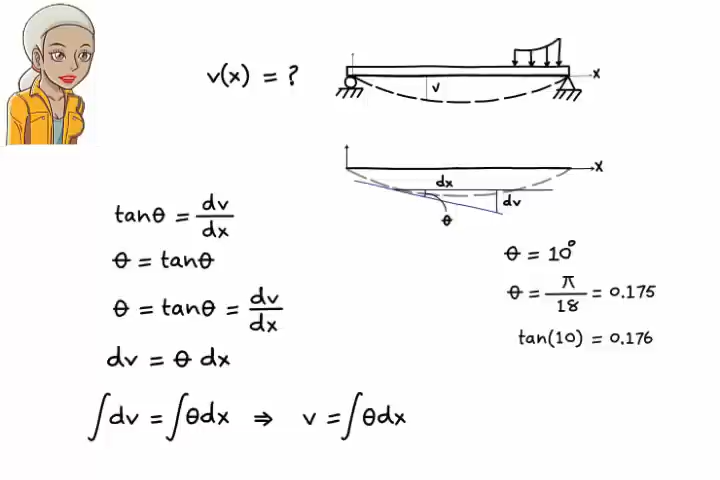 v(x) = ?
x
v
x
dx
dv
θ
tanθ = dv/dx
θ = tanθ
θ = tanθ = dv/dx
dv = θ dx
∫dv = ∫θdx ⇒ v = ∫θdx
θ = 10°
θ = π/18 = 0.175
tan(10) = 0.176